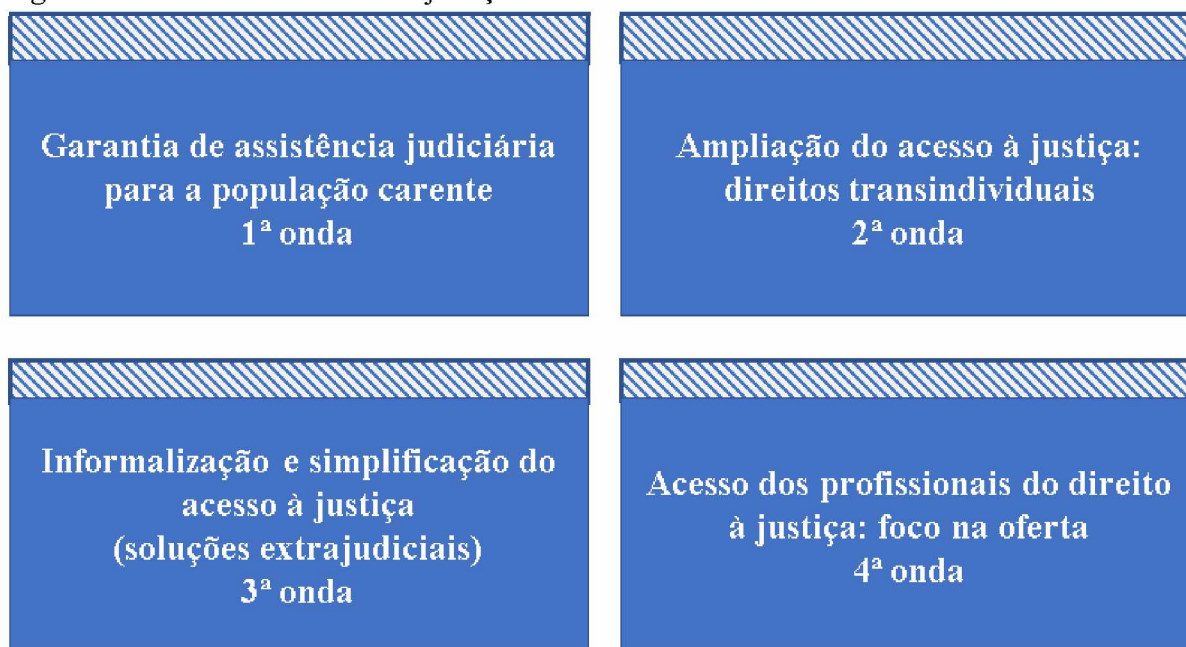 Garantia de assistência judiciária
para a população carente
1ª onda
Ampliação do acesso à justiça:
direitos transindividuais
2ª onda
Informalização e simplificação do
acesso à justiça
(soluções extrajudiciais)
3ª onda
Acesso dos profissionais do direito
à justiça: foco na oferta
4ª onda